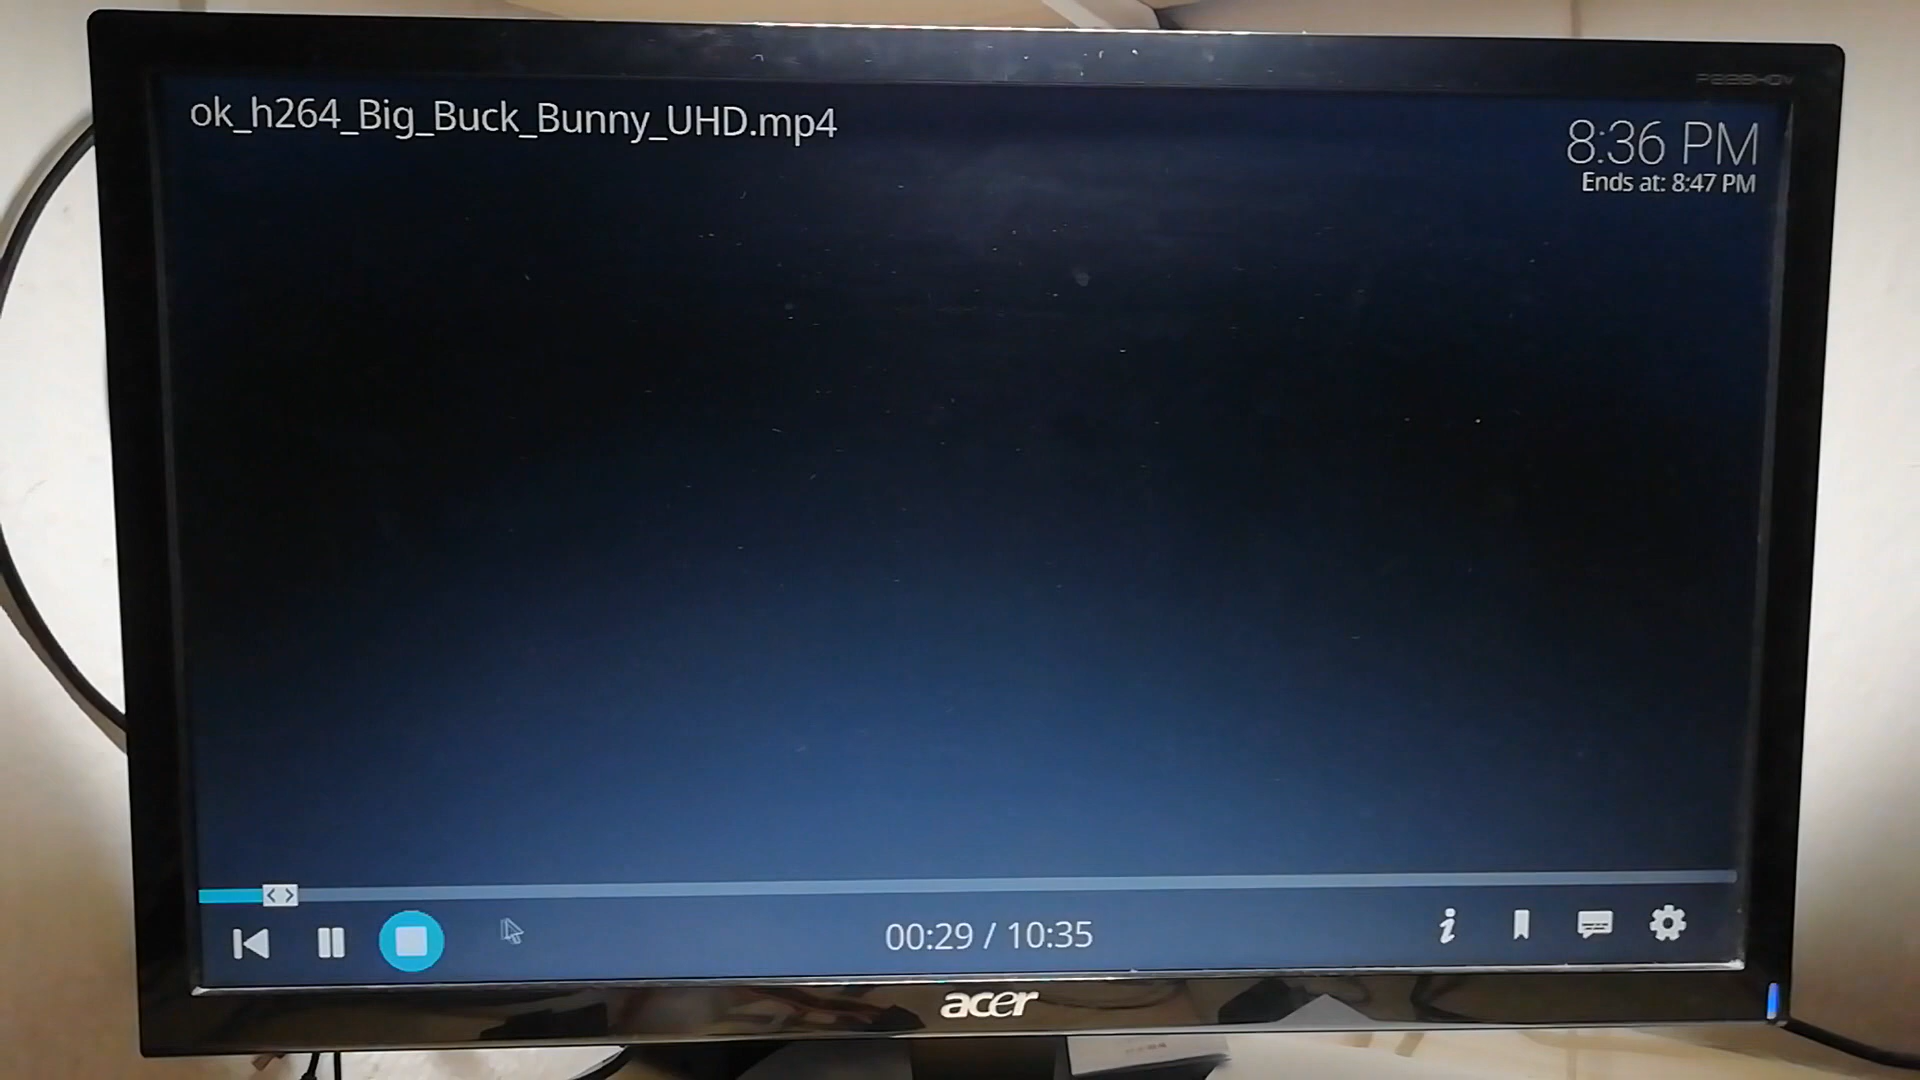 ok_h264_Big_Buck_Bunny_UHD.mp4
8:36 PM
Ends at: 8:47 PM
00:29 / 10:35
acer